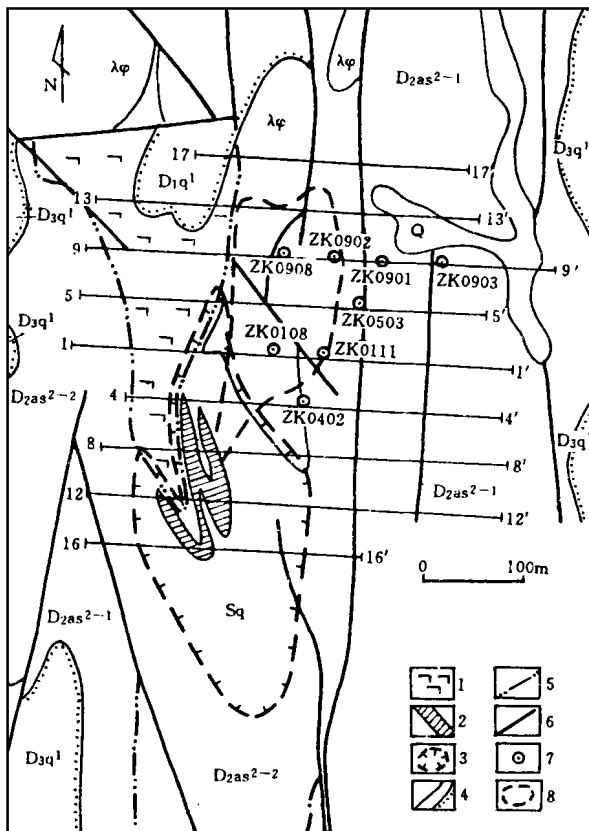 λφ
λφ
D₂as²⁻¹
D₃q¹
N
λφ
17
17'
D₁q¹
13
13'
D₃q¹
Q
ZK0902
9
9'
ZK0908
ZK0901
ZK0903
5
5'
ZK0503
D₃q¹
ZK0108
1
ZK0111
1'
D₂as²⁻²
4
4'
ZK0402
D₃q¹
8
8'
D₂as²⁻¹
12
12'
16
16'
0
100m
D₂as²⁻¹
Sq
1
5
2
6
D₃q¹
3
7
D₂as²⁻²
4
8